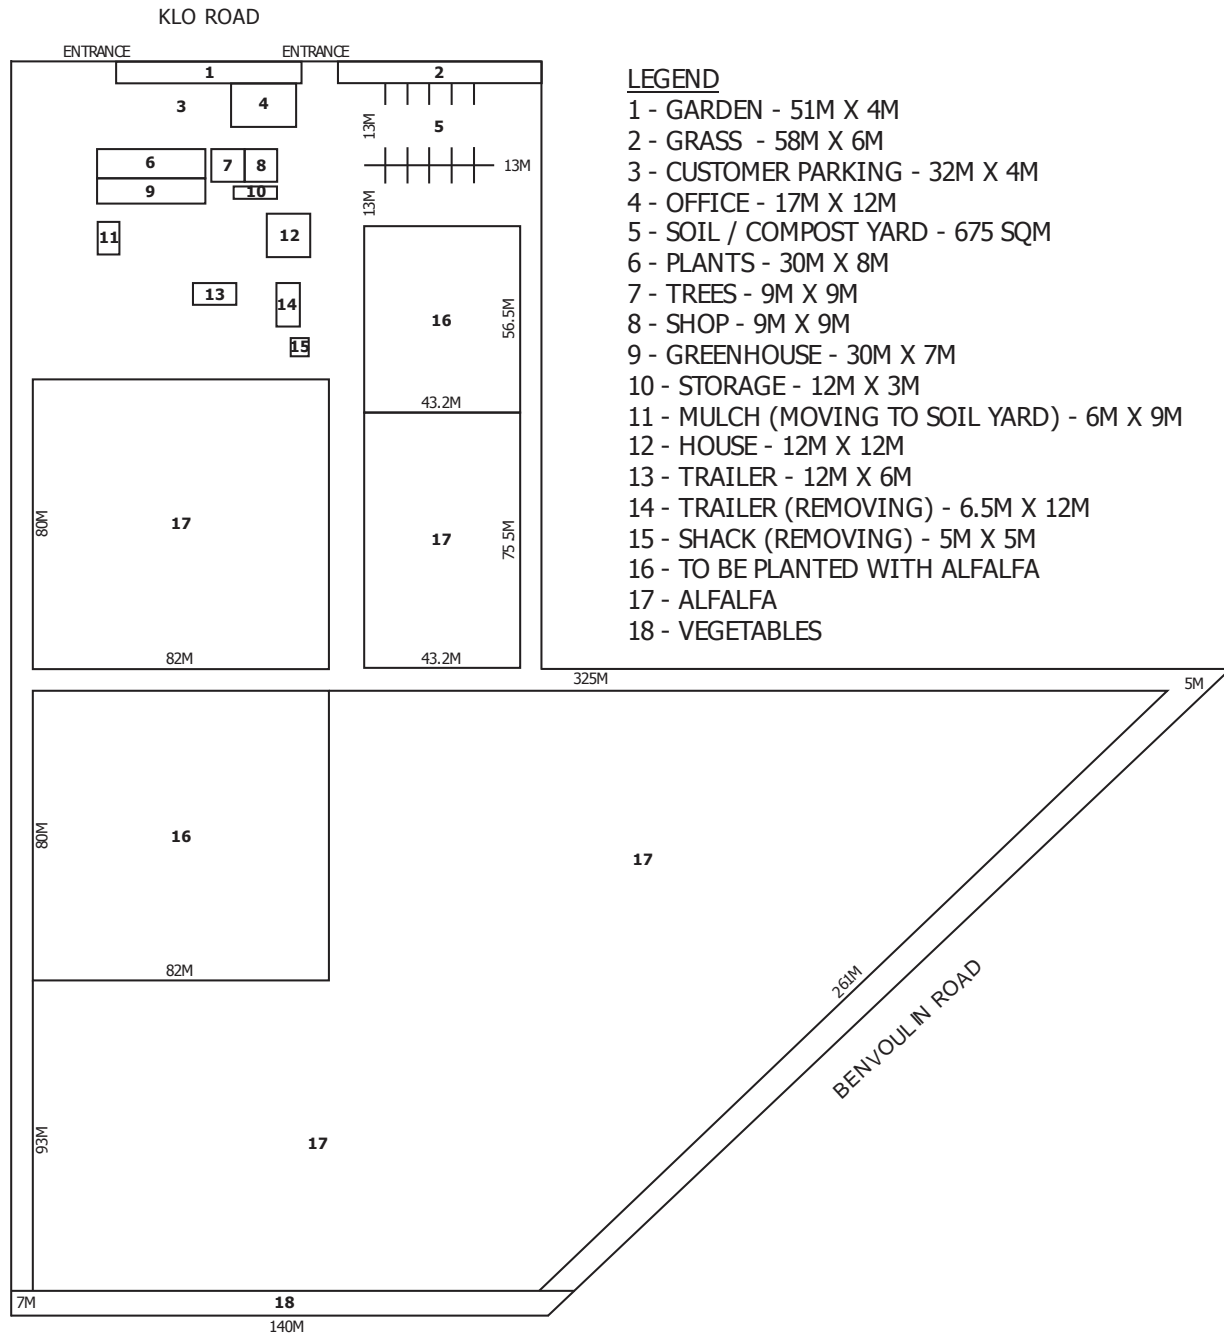 KLO ROAD
ENTRANCE ENTRANCE
1 2
3 4 5
13M
13M
13M
6 7 8
9 10
11 12
13 14
15
16
56.5M
43.2M
17
80M
82M
17
75 5M
43.2M
LEGEND
1 - GARDEN - 51M X 4M
2 - GRASS - 58M X 6M
3 - CUSTOMER PARKING - 32M X 4M
4 - OFFICE - 17M X 12M
5 - SOIL / COMPOST YARD - 675 SQM
6 - PLANTS - 30M X 8M
7 - TREES - 9M X 9M
8 - SHOP - 9M X 9M
9 - GREENHOUSE - 30M X 7M
10 - STORAGE - 12M X 3M
11 - MULCH (MOVING TO SOIL YARD) - 6M X 9M
12 - HOUSE - 12M X 12M
13 - TRAILER - 12M X 6M
14 - TRAILER (REMOVING) - 6.5M X 12M
15 - SHACK (REMOVING) - 5M X 5M
16 - TO BE PLANTED WITH ALFALFA
17 - ALFALFA
18 - VEGETABLES
325M
5M
80M
16
82M
17
261M
BENVOULIN ROAD
93M
17
7M
18
140M